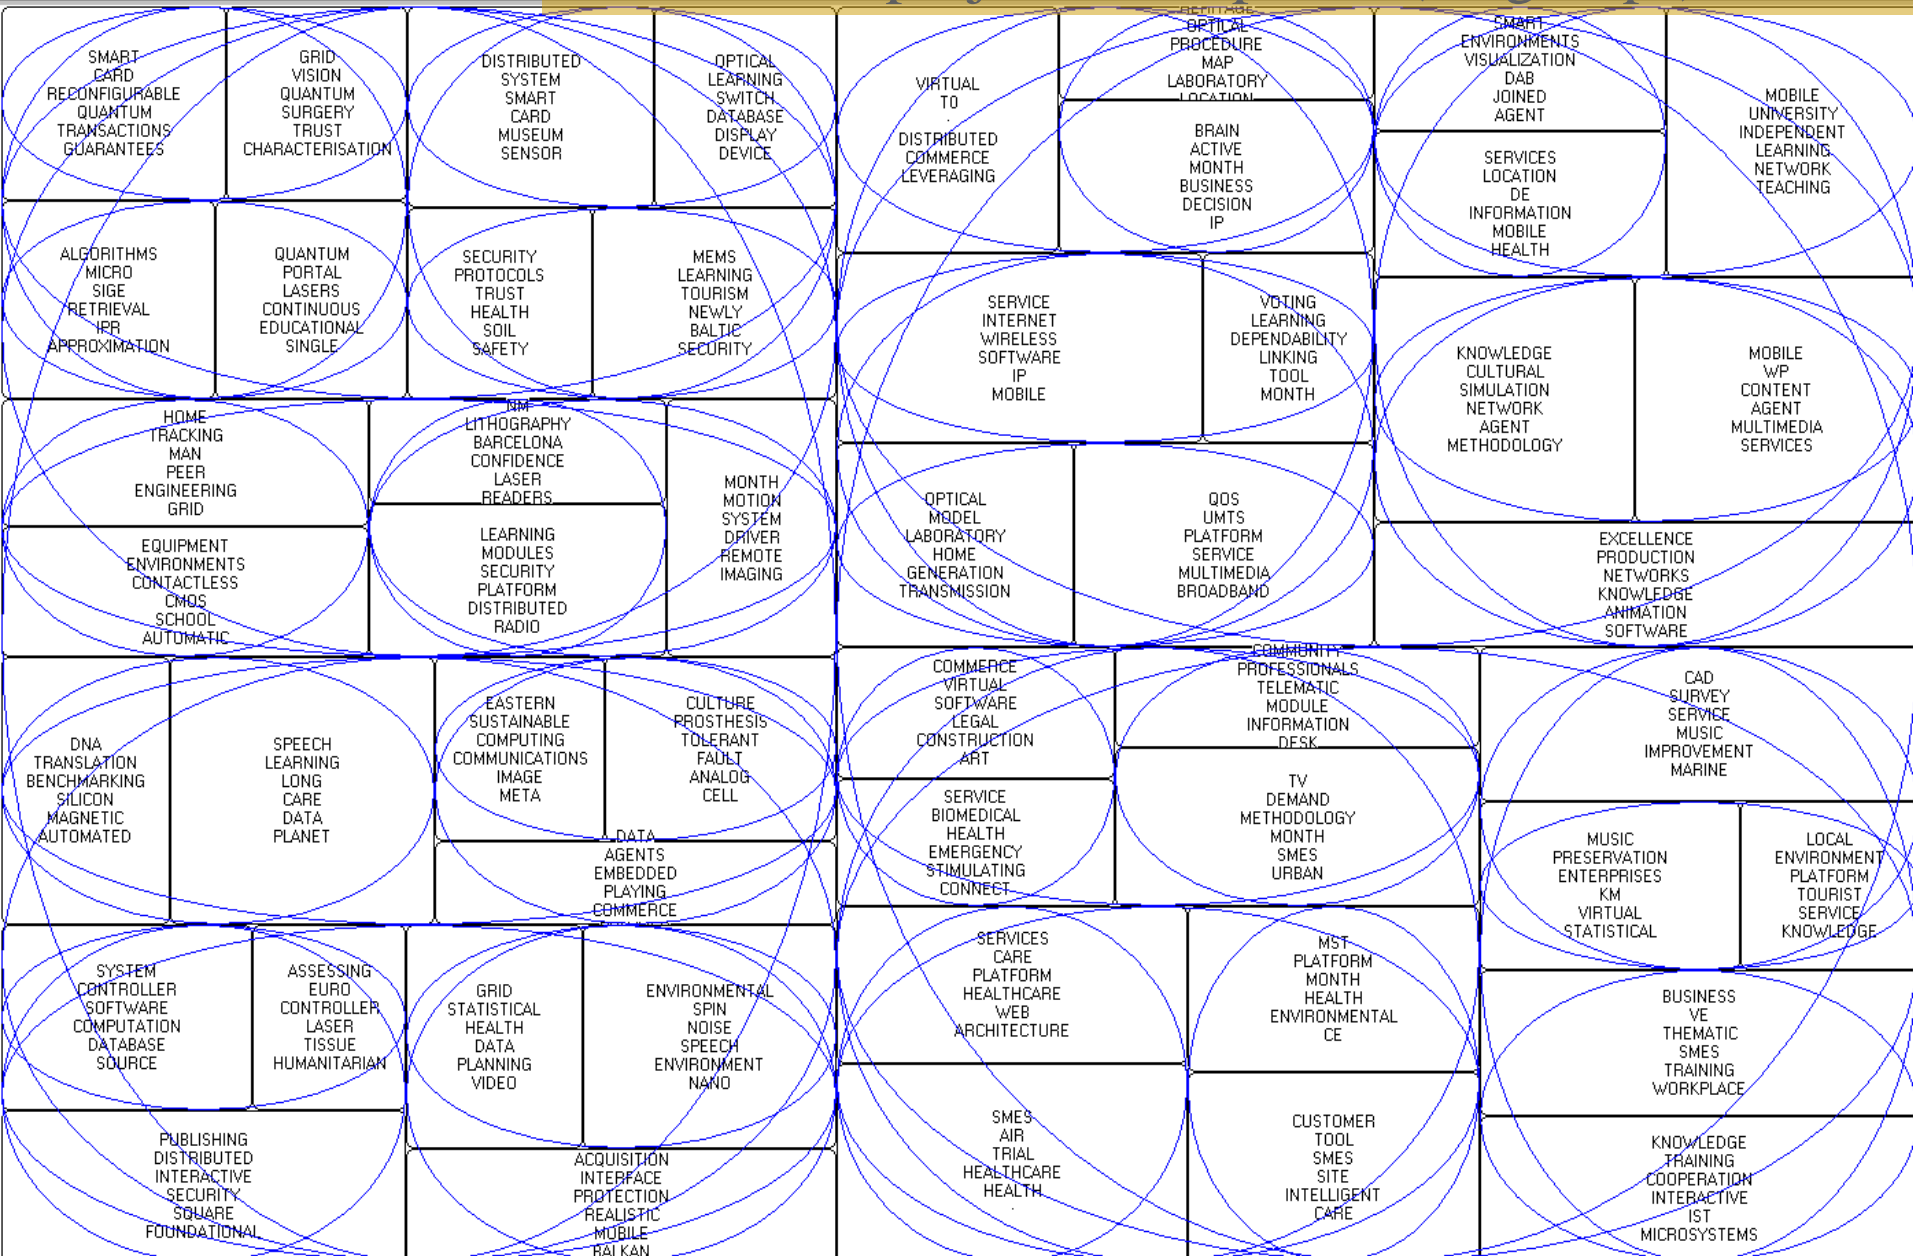 SMART
CARD
RECONFIGURABLE
QUANTUM
TRANSACTIONS
GUARANTEES
GRID
VISION
QUANTUM
SURGERY
TRUST
CHARACTERISATION
DISTRIBUTED
SYSTEM
SMART
CARD
MUSEUM
SENSOR
OPTICAL
LEARNING
SWITCH
DATABASE
DISPLAY
DEVICE
ALGORITHMS
MICRO
SIGE
RETRIEVAL
IPR
APPROXIMATION
QUANTUM
PORTAL
LASERS
CONTINUOUS
EDUCATIONAL
SINGLE
SECURITY
PROTOCOLS
TRUST
HEALTH
SOIL
SAFETY
MEMS
LEARNING
TOURISM
NEWLY
BALTIC
SECURITY
HOME
TRACKING
MAN
PEER
ENGINEERING
GRID
EQUIPMENT
ENVIRONMENTS
CONTACTLESS
CMOS
SCHOOL
AUTOMATIC
NM
LITHOGRAPHY
BARCELONA
CONFIDENCE
LASER
READERS
LEARNING
MODULES
SECURITY
PLATFORM
DISTRIBUTED
RADIO
MONTH
MOTION
SYSTEM
DRIVER
REMOTE
IMAGING
DNA
TRANSLATION
BENCHMARKING
SILICON
MAGNETIC
AUTOMATED
SPEECH
LEARNING
LONG
CARE
DATA
PLANET
EASTERN
SUSTAINABLE
COMPUTING
COMMUNICATIONS
IMAGE
META
CULTURE
PROSTHESIS
TOLERANT
FAULT
ANALOG
CELL
DATA
AGENTS
EMBEDDED
PLAYING
COMMERCE
SYSTEM
CONTROLLER
SOFTWARE
COMPUTATION
DATABASE
SOURCE
ASSESSING
EURO
CONTROLLER
LASER
TISSUE
HUMANITARIAN
GRID
STATISTICAL
HEALTH
DATA
PLANNING
VIDEO
ENVIRONMENTAL
SPIN
NOISE
SPEECH
ENVIRONMENT
NANO
PUBLISHING
DISTRIBUTED
INTERACTIVE
SECURITY
SQUARE
FOUNDATIONAL
ACQUISITION
INTERFACE
PROTECTION
REALISTIC
MOBILE
BALKAN
VIRTUAL
TO
.
DISTRIBUTED
COMMERCE
LEVERAGING
HERITAGE
OPTICAL
PROCEDURE
MAP
LABORATORY
LOCATION
BRAIN
ACTIVE
MONTH
BUSINESS
DECISION
IP
SMART
ENVIRONMENTS
VISUALIZATION
DAB
JOINED
AGENT
SERVICES
LOCATION
DE
INFORMATION
MOBILE
HEALTH
MOBILE
UNIVERSITY
INDEPENDENT
LEARNING
NETWORK
TEACHING
SERVICE
INTERNET
WIRELESS
SOFTWARE
IP
MOBILE
VOTING
LEARNING
DEPENDABILITY
LINKING
TOOL
MONTH
KNOWLEDGE
CULTURAL
SIMULATION
NETWORK
AGENT
METHODOLOGY
MOBILE
WP
CONTENT
AGENT
MULTIMEDIA
SERVICES
OPTICAL
MODEL
LABORATORY
HOME
GENERATION
TRANSMISSION
QOS
UMTS
PLATFORM
SERVICE
MULTIMEDIA
BROADBAND
EXCELLENCE
PRODUCTION
NETWORKS
KNOWLEDGE
ANIMATION
SOFTWARE
COMMERCE
VIRTUAL
SOFTWARE
LEGAL
CONSTRUCTION
ART
SERVICE
BIOMEDICAL
HEALTH
EMERGENCY
STIMULATING
CONNECT
COMMUNITY
PROFESSIONALS
TELEMATIC
MODULE
INFORMATION
DESK
TV
DEMAND
METHODOLOGY
MONTH
SMES
URBAN
CAD
SURVEY
SERVICE
MUSIC
IMPROVEMENT
MARINE
MUSIC
PRESERVATION
ENTERPRISES
KM
VIRTUAL
STATISTICAL
LOCAL
ENVIRONMENT
PLATFORM
TOURIST
SERVICE
KNOWLEDGE
SERVICES
CARE
PLATFORM
HEALTHCARE
WEB
ARCHITECTURE
MST
PLATFORM
MONTH
HEALTH
ENVIRONMENTAL
CE
BUSINESS
VE
THEMATIC
SMES
TRAINING
WORKPLACE
SMES
AIR
TRIAL
HEALTHCARE
HEALTH
.
CUSTOMER
TOOL
SMES
SITE
INTELLIGENT
CARE
KNOWLEDGE
TRAINING
COOPERATION
INTERACTIVE
IST
MICROSYSTEMS